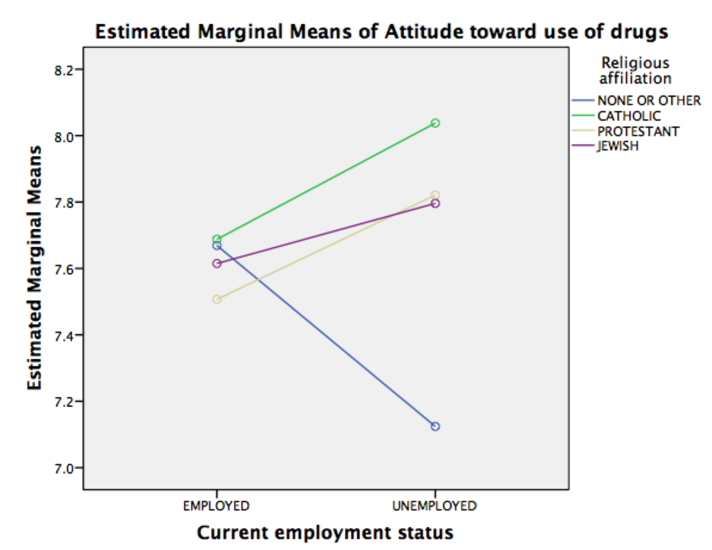 Estimated Marginal Means of Attitude toward use of drugs
Religious
affiliation
NONE OR OTHER
CATHOLIC
PROTESTANT
JEWISH
Estimated Marginal Means
8.2
8.0
7.8
7.6
7.4
7.2
7.0
EMPLOYED
UNEMPLOYED
Current employment status